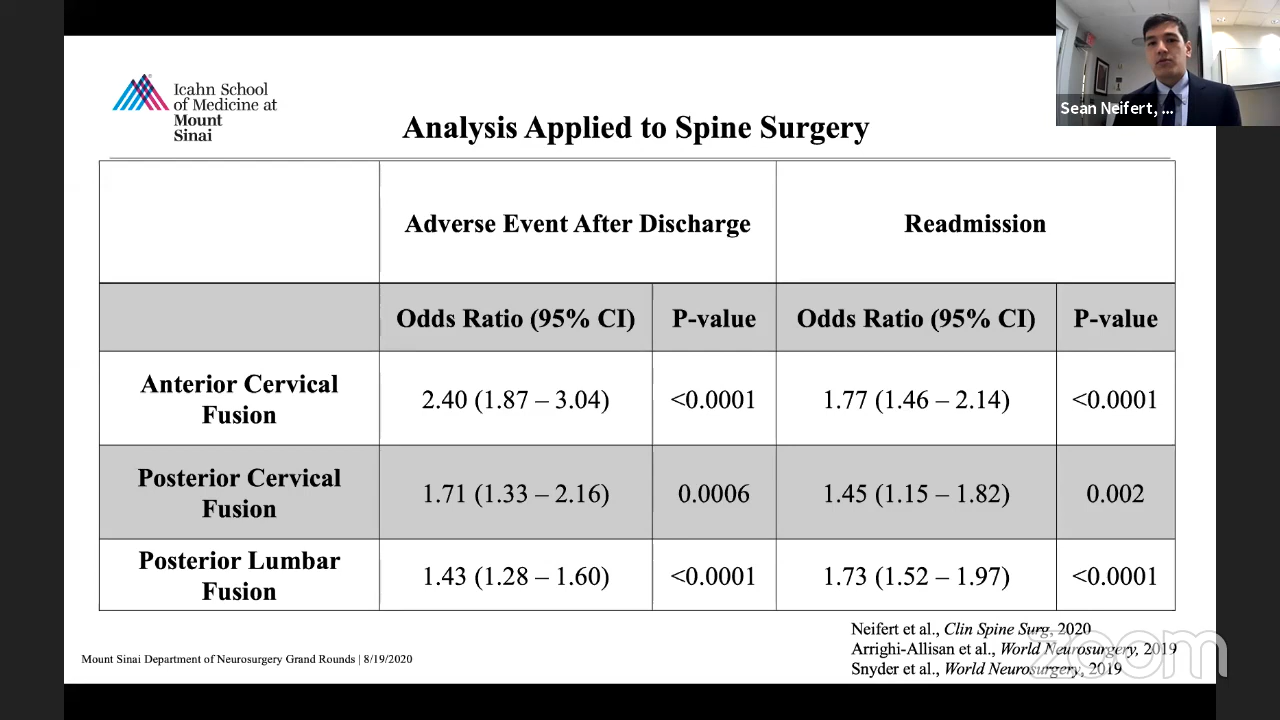 Sean Neifert, ...
Icahn School
of Medicine at
Mount
Sinai
Analysis Applied to Spine Surgery
Adverse Event After Discharge
Readmission
Odds Ratio (95% CI)
P-value
Odds Ratio (95% CI)
P-value
Anterior Cervical
Fusion
2.40 (1.87 – 3.04)
<0.0001
1.77 (1.46 – 2.14)
<0.0001
Posterior Cervical
Fusion
1.71 (1.33 – 2.16)
0.0006
1.45 (1.15 – 1.82)
0.002
Posterior Lumbar
Fusion
1.43 (1.28 – 1.60)
<0.0001
1.73 (1.52 – 1.97)
<0.0001
Neifert et al., Clin Spine Surg, 2020
Arrighi-Allisan et al., World Neurosurgery, 2019
Snyder et al., World Neurosurgery, 2019
Mount Sinai Department of Neurosurgery Grand Rounds | 8/19/2020
zoom